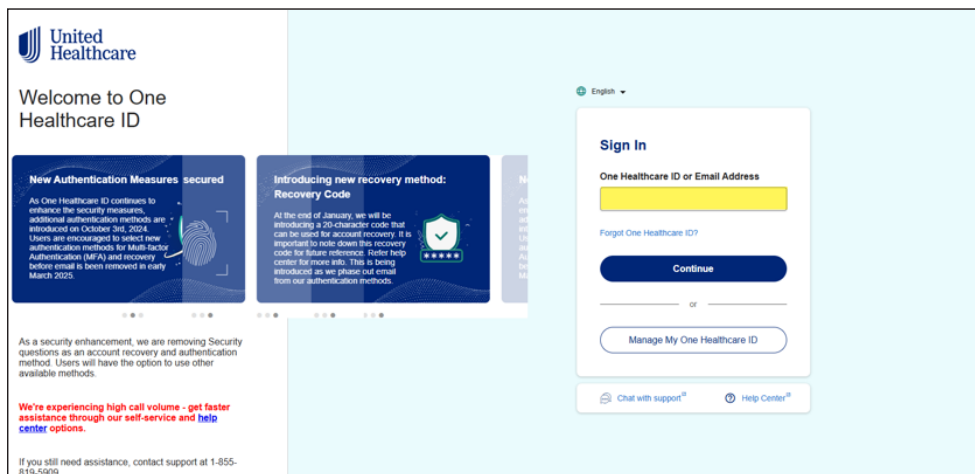 United
Healthcare
Welcome to One
Healthcare ID
New Authentication Measures secured
As One Healthcare ID continues to
enhance the security measures,
additional authentication methods are
introduced on October 3rd, 2024.
Users are encouraged to select new
authentication methods for Multi-factor
Authentication (MFA) and recovery
before email is been removed in early
March 2025.
Introducing new recovery method:
Recovery Code
At the end of January, we will be
introducing a 20-character code that
can be used for account recovery. It is
important to note down this recovery
code for future reference. Refer help
center for more info. This is being
introduced as we phase out email
from our authentication methods.
As a security enhancement, we are removing Security
questions as an account recovery and authentication
method. Users will have the option to use other
available methods.
We're experiencing high call volume - get faster
assistance through our self-service and help
center options.
If you still need assistance, contact support at 1-855-
819-5909
English
Sign In
One Healthcare ID or Email Address
Forgot One Healthcare ID?
Continue
or
Manage My One Healthcare ID
Chat with support
Help Center